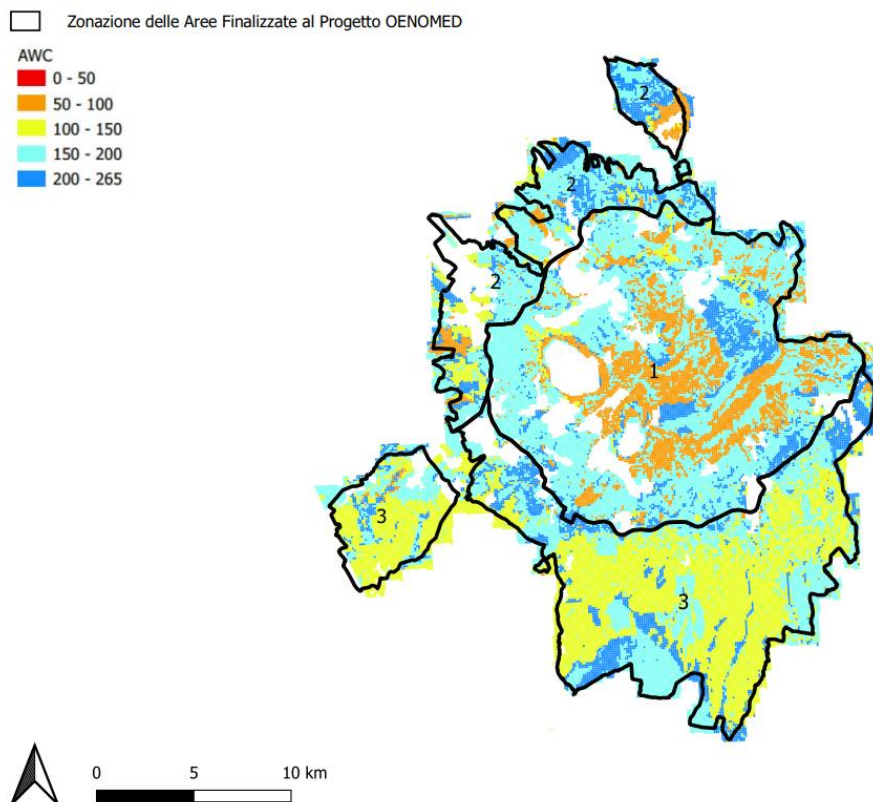 Zonazione delle Aree Finalizzate al Progetto OENOMED
AWC
0 - 50
50 - 100
100 - 150
150 - 200
200 - 265
2
2
2
1
3
3
0 5 10 km